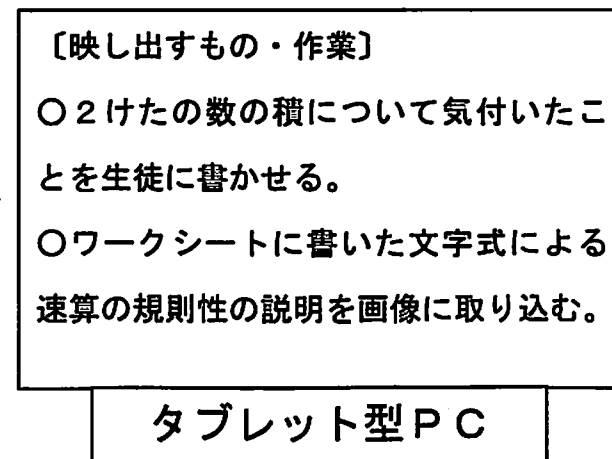 〔映し出すもの・作業〕
○２けたの数の積について気付いたこ
とを生徒に書かせる。
○ワークシートに書いた文字式による
速算の規則性の説明を画像に取り込む。
タブレット型ＰＣ